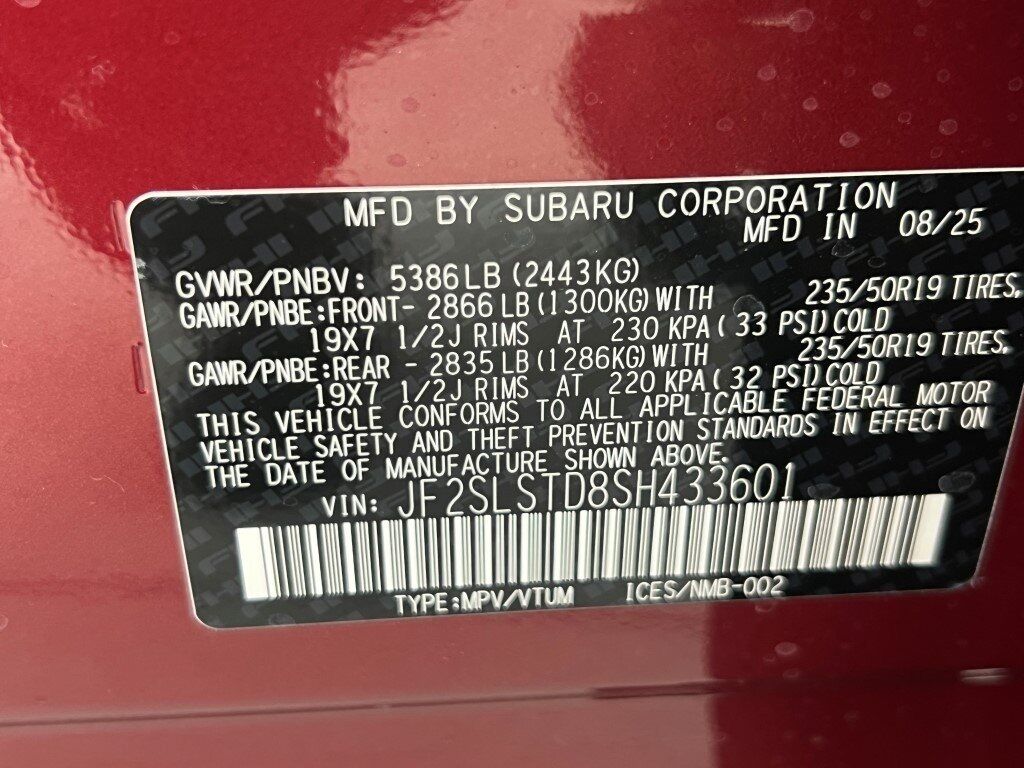 MFD BY SUBARU CORPORATION
MFD IN 08/25
GVWR/PNBV: 5386LB(2443KG)
GAWR/PNBE:FRONT- 2866LB(1300KG)WITH 235/50R19 TIRES,
19X7 1/2J RIMS AT 230 KPA(33 PSI)COLD
GAWR/PNBE:REAR - 2835LB(1286KG)WITH 235/50R19 TIRES,
19X7 1/2J RIMS AT 220 KPA(32 PSI)COLD
THIS VEHICLE CONFORMS TO ALL APPLICABLE FEDERAL MOTOR
VEHICLE SAFETY AND THEFT PREVENTION STANDARDS IN EFFECT ON
THE DATE OF MANUFACTURE SHOWN ABOVE.
VIN: JF2SLSTD8SH433601
TYPE:MPV/VTUM ICES/NMB-002